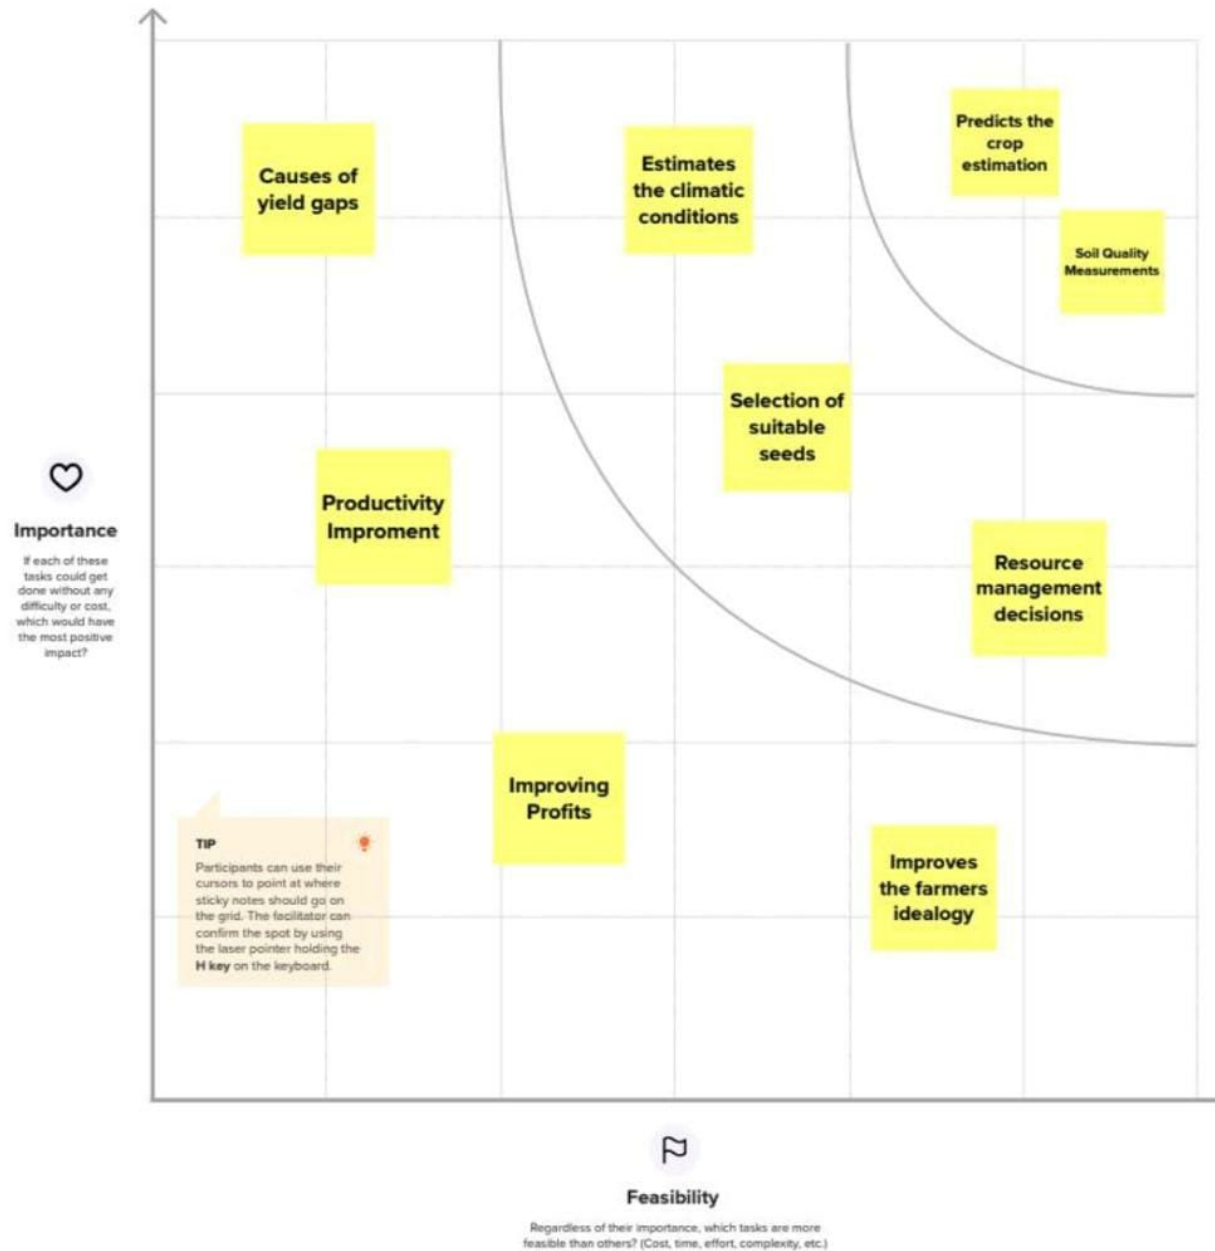 Predicts the
crop
estimation
Causes of
yield gaps
Estimates
the climatic
conditions
Soil Quality
Measurements
Selection of
suitable
seeds
Productivity
Improment
Importance
If each of these
tasks could get
done without any
difficulty or cost,
which would have
the most positive
impact?
Resource
management
decisions
Improving
Profits
TIP
Participants can use their
cursors to point at where
sticky notes should go on
the grid. The facilitator can
confirm the spot by using
the laser pointer holding the
H key on the keyboard.
Improves
the farmers
idealogy
Feasibility
Regardless of their importance, which tasks are more
feasible than others? (Cost, time, effort, complexity, etc.)